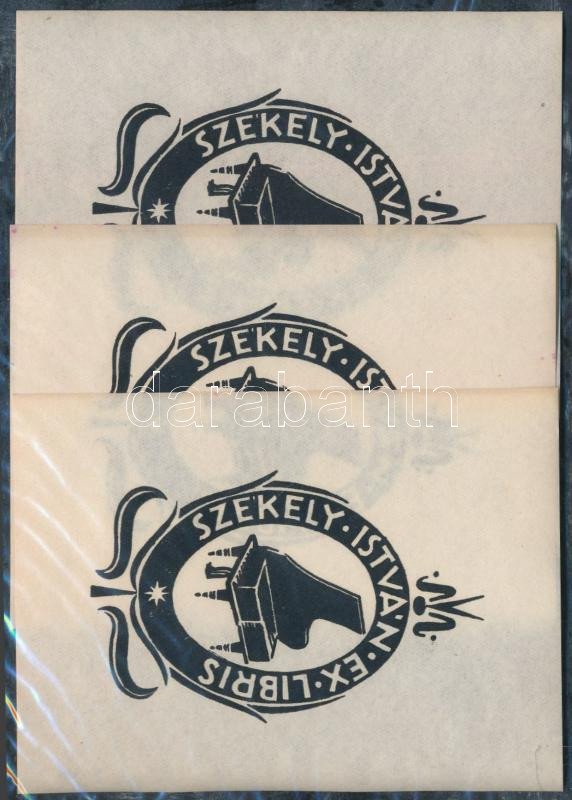 SZÉKELY · ISTVÁ
SZÉKELY · IST
darabanth
SZÉKELY · ISTVÁN · EX · LIBRIS